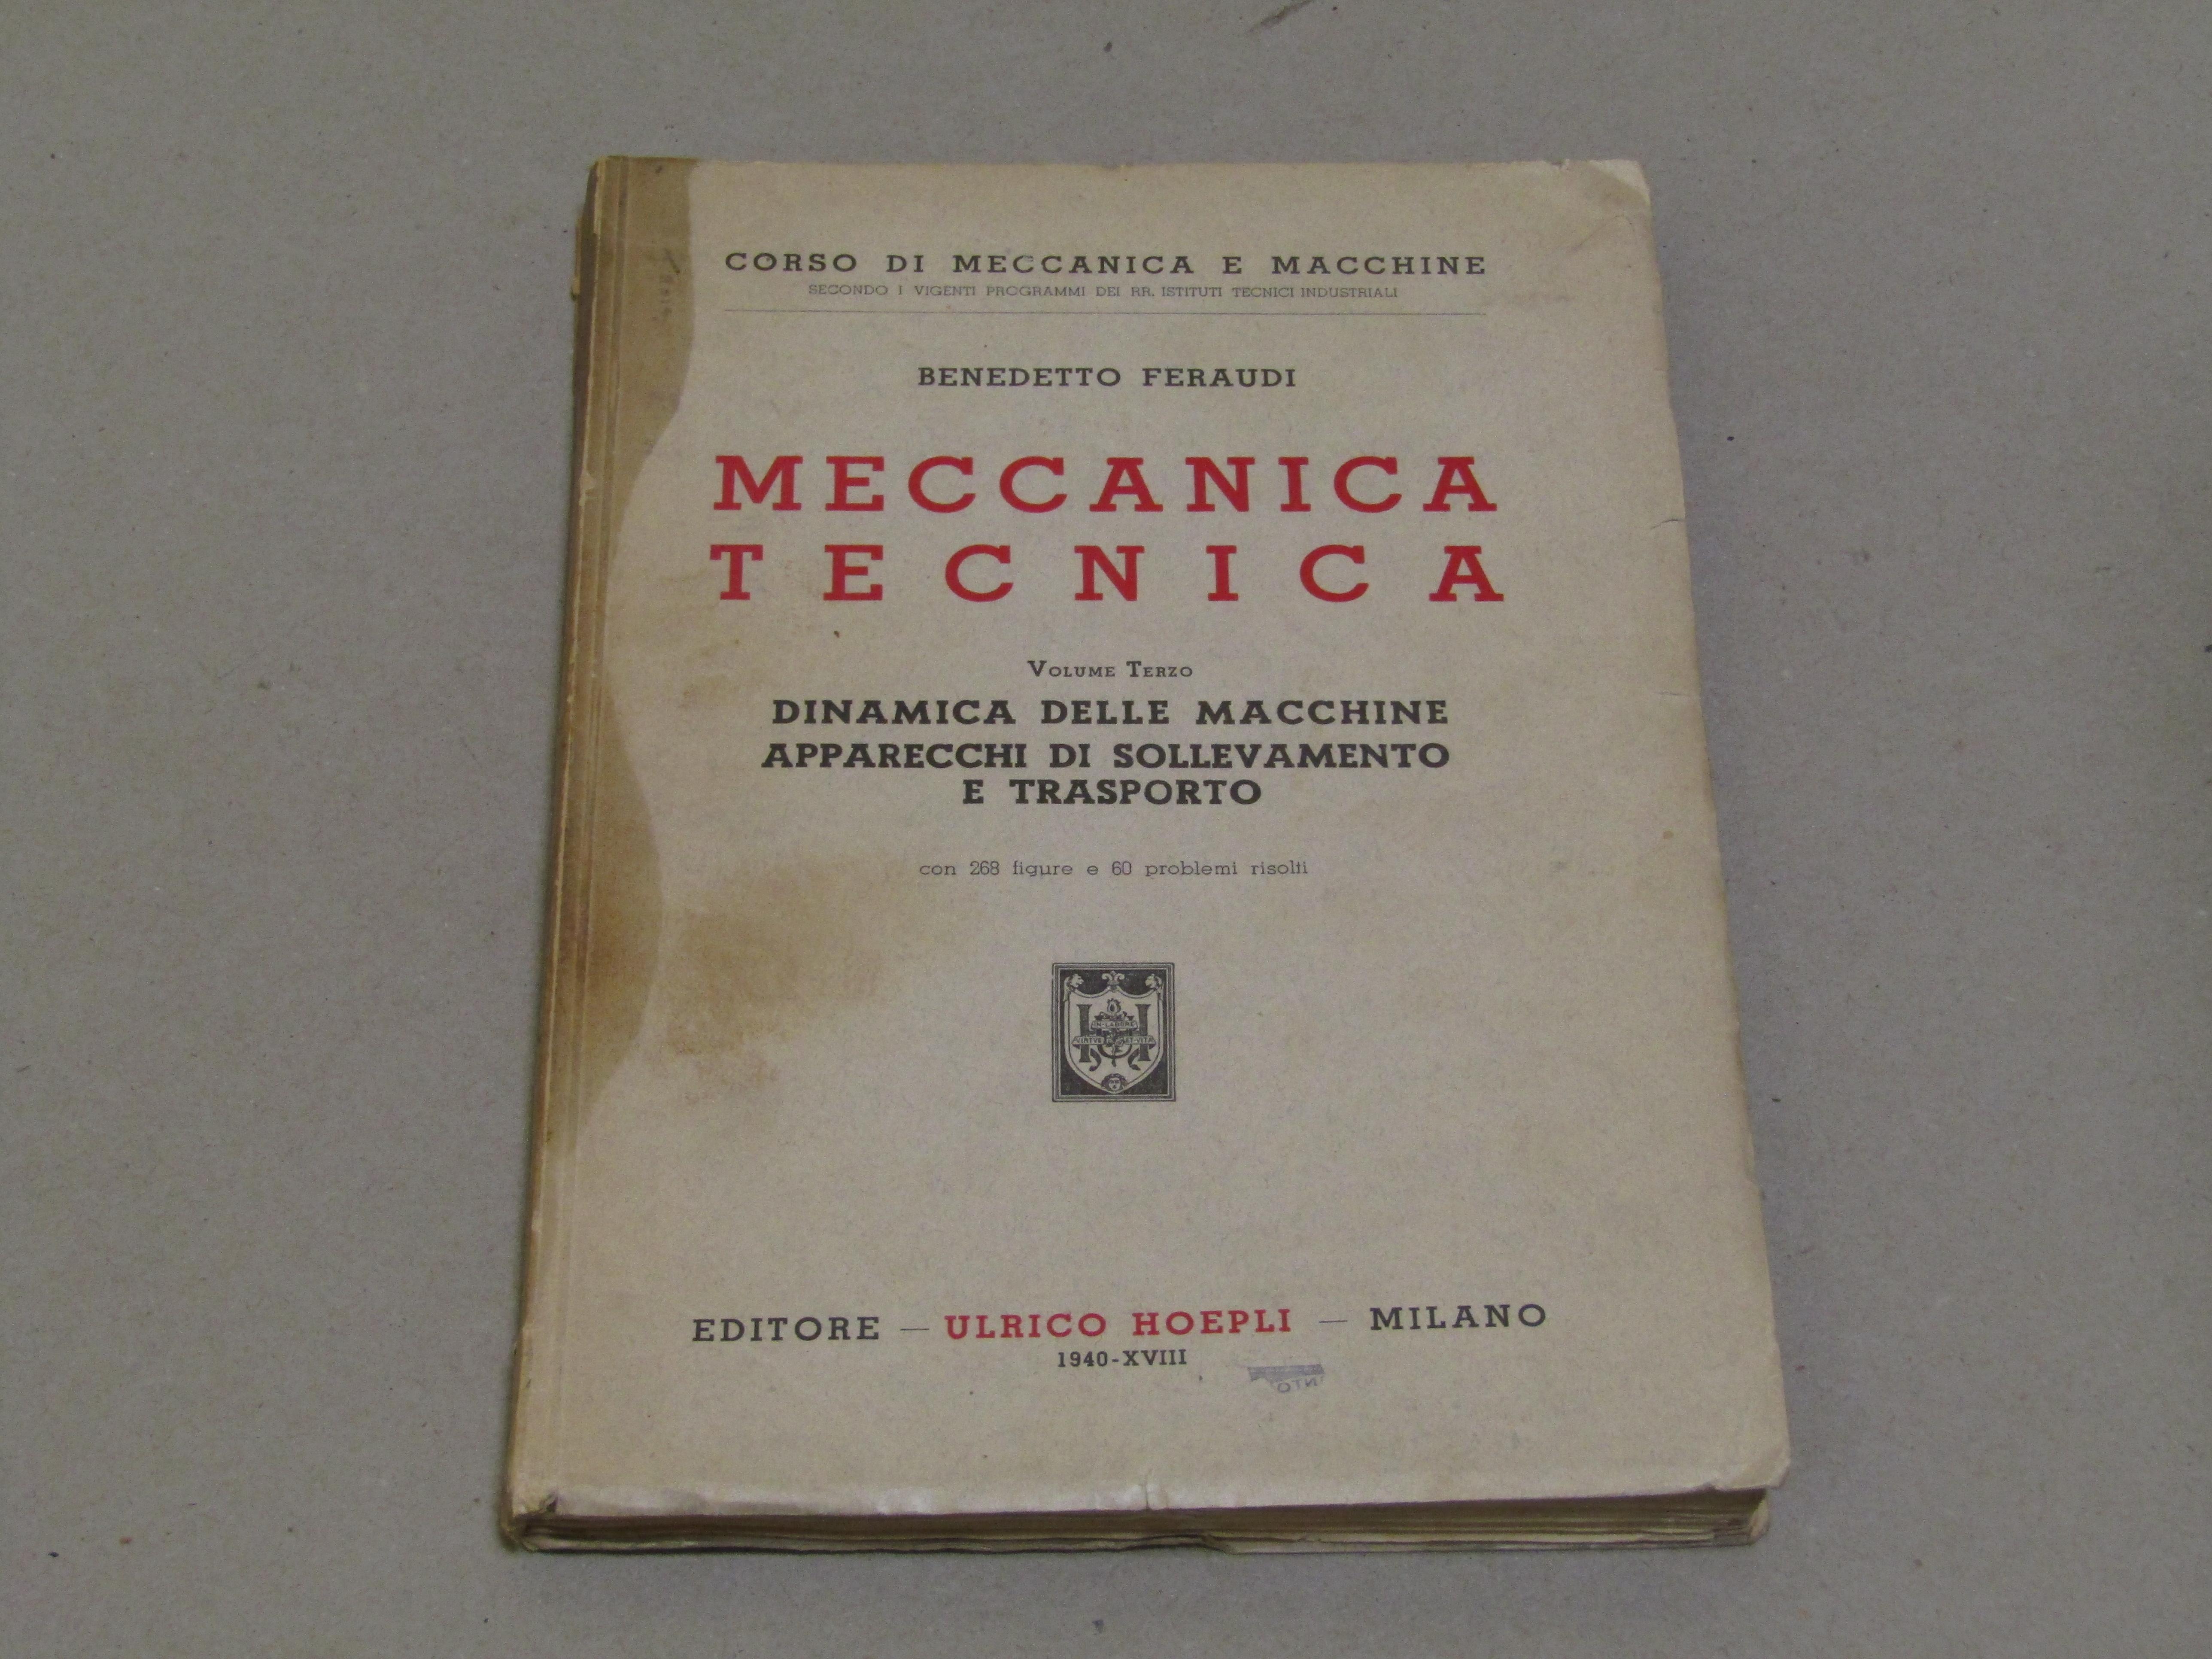 CORSO DI MECCANICA E MACCHINE
SECONDO I VIGENTI PROGRAMMI DEI RR. ISTITUTI TECNICI INDUSTRIALI
BENEDETTO FERAUDI
MECCANICA
TECNICA
VOLUME TERZO
DINAMICA DELLE MACCHINE
APPARECCHI DI SOLLEVAMENTO
E TRASPORTO
con 268 figure e 60 problemi risolti
EDITORE — ULRICO HOEPLI — MILANO
1940-XVIII